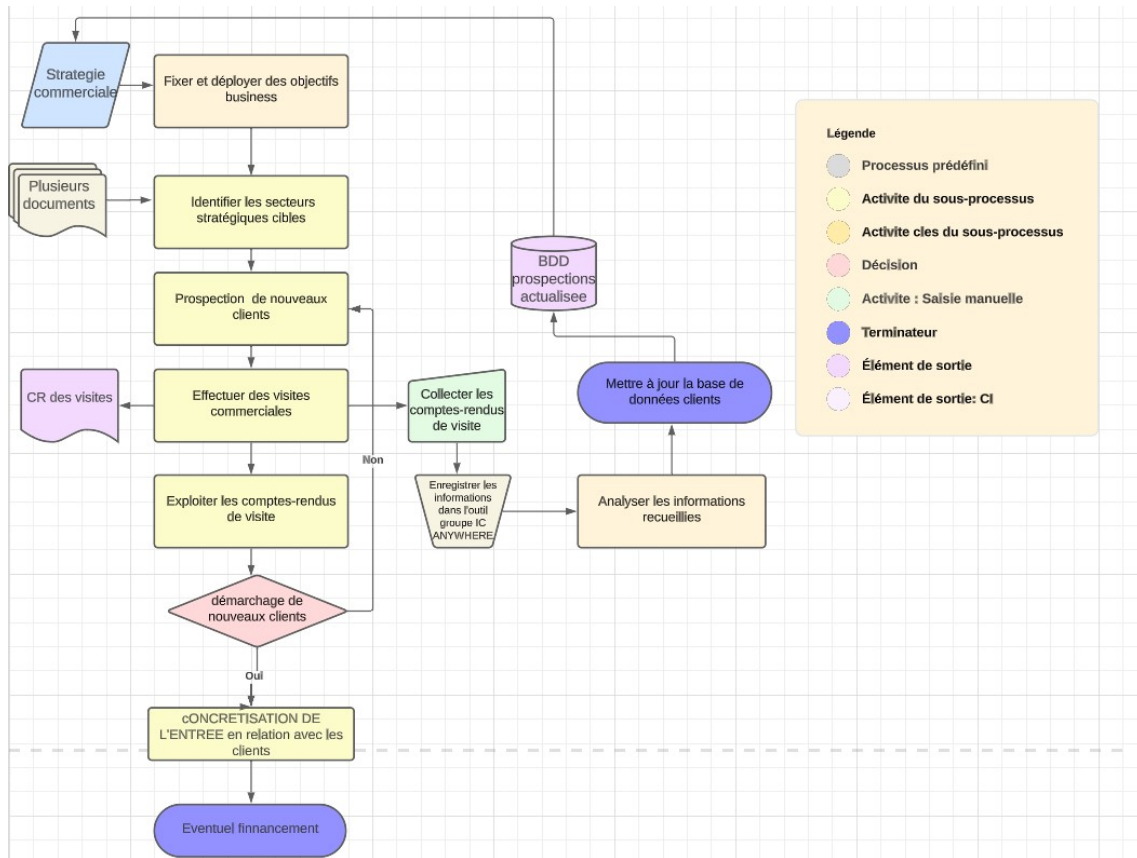 Strategie
commerciale
Fixer et déployer des objectifs
business
Plusieurs
documents
Identifier les secteurs
stratégiques cibles
Prospection de nouveaux
clients
CR des visites
Effectuer des visites
commerciales
Collecter les
comptes-rendus
de visite
Non
Exploiter les comptes-rendus
de visite
Enregistrer les
informations
dans l'outil
groupe IC
ANYWHERE
Analyser les informations
recueillies
Mettre à jour la base de
données clients
BDD
prospections
actualisee
démarchage de
nouveaux clients
Oui
cONCRETISATION DE
L'ENTREE en relation avec les
clients
Eventuel finnancement
Légende
Processus prédéfini
Activite du sous-processus
Activite cles du sous-processus
Décision
Activite : Saisie manuelle
Terminateur
Élément de sortie
Élément de sortie: CI